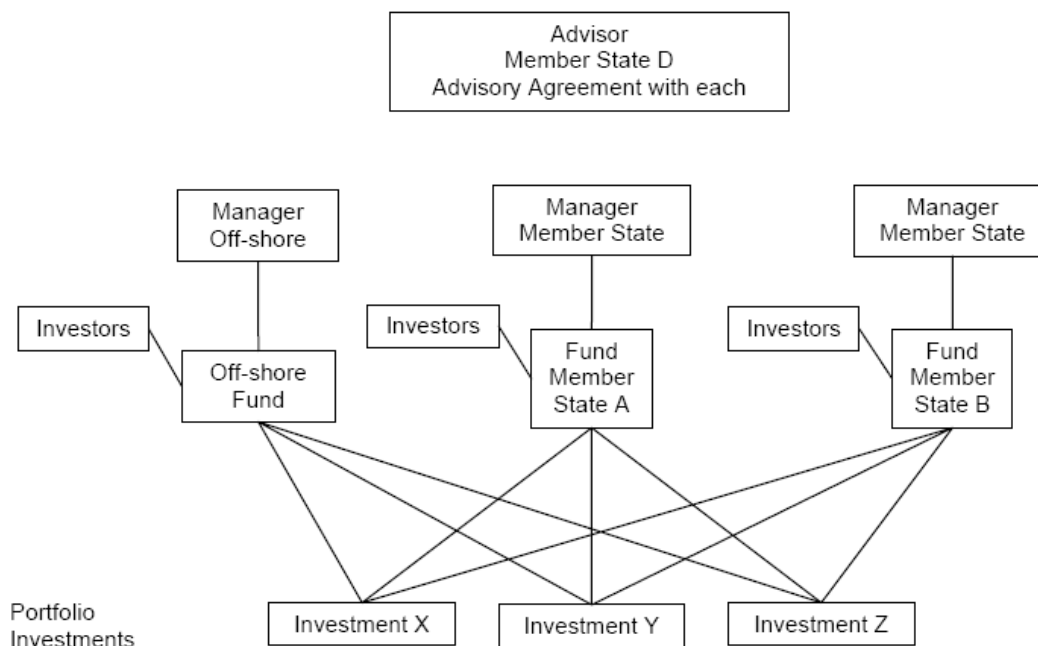 Advisor
Member State D
Advisory Agreement with each
Manager
Off-shore
Manager
Member State
Manager
Member State
Investors
Investors
Investors
Off-shore
Fund
Fund
Member
State A
Fund
Member
State B
Portfolio
Investments
Investment X
Investment Y
Investment Z